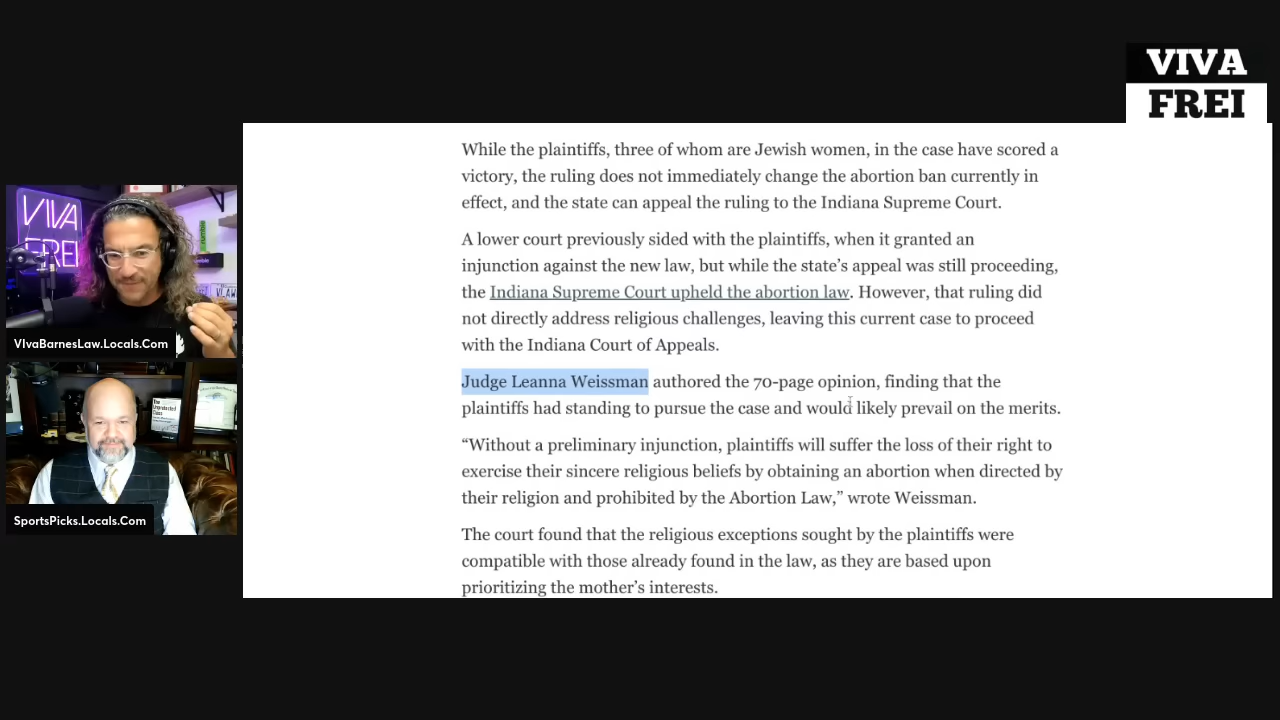 VIVA
FREI
While the plaintiffs, three of whom are Jewish women, in the case have scored a
victory, the ruling does not immediately change the abortion ban currently in
effect, and the state can appeal the ruling to the Indiana Supreme Court.
A lower court previously sided with the plaintiffs, when it granted an
injunction against the new law, but while the state’s appeal was still proceeding,
the Indiana Supreme Court upheld the abortion law. However, that ruling did
not directly address religious challenges, leaving this current case to proceed
with the Indiana Court of Appeals.
Judge Leanna Weissman authored the 70-page opinion, finding that the
plaintiffs had standing to pursue the case and would likely prevail on the merits.
“Without a preliminary injunction, plaintiffs will suffer the loss of their right to
exercise their sincere religious beliefs by obtaining an abortion when directed by
their religion and prohibited by the Abortion Law,” wrote Weissman.
The court found that the religious exceptions sought by the plaintiffs were
compatible with those already found in the law, as they are based upon
prioritizing the mother’s interests.
VIVA
FREI
VIvaBarnesLaw.Locals.Com
SportsPicks.Locals.Com